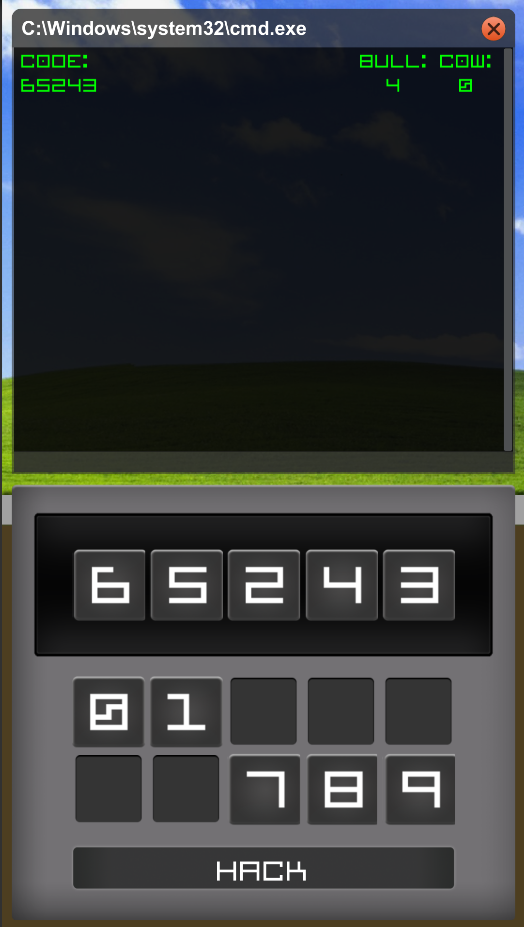 C:\Windows\system32\cmd.exe
CODE: BULL: COW:
65243 4 0
6 5 2 4 3
0 1
7 8 9
HACK